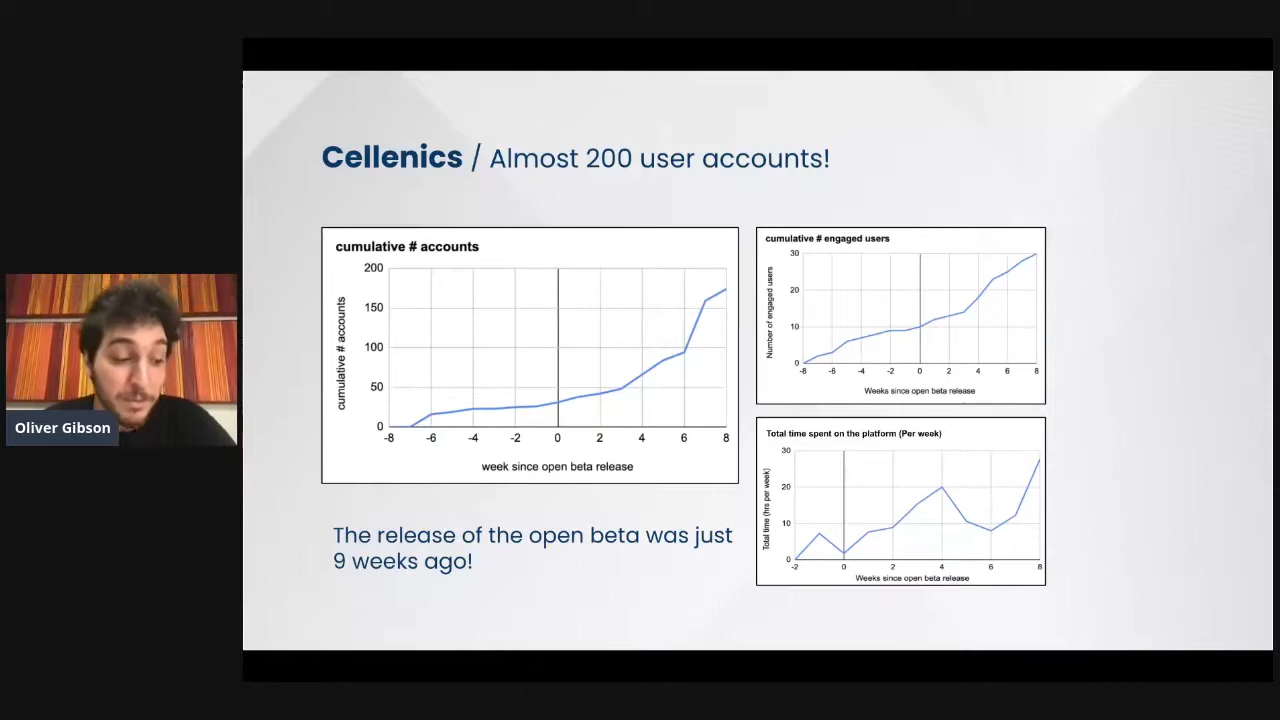 Cellenics / Almost 200 user accounts!
cumulative # accounts
cumulative # accounts
200
150
100
50
0
-8 -6 -4 -2 0 2 4 6 8
week since open beta release
cumulative # engaged users
Number of engaged users
30
20
10
0
-8 -6 -4 -2 0 2 4 6 8
Weeks since open beta release
Total time spent on the platform (Per week)
Total time (hrs per week)
30
20
10
0
-2 0 2 4 6 8
Weeks since open beta release
The release of the open beta was just
9 weeks ago!
Oliver Gibson